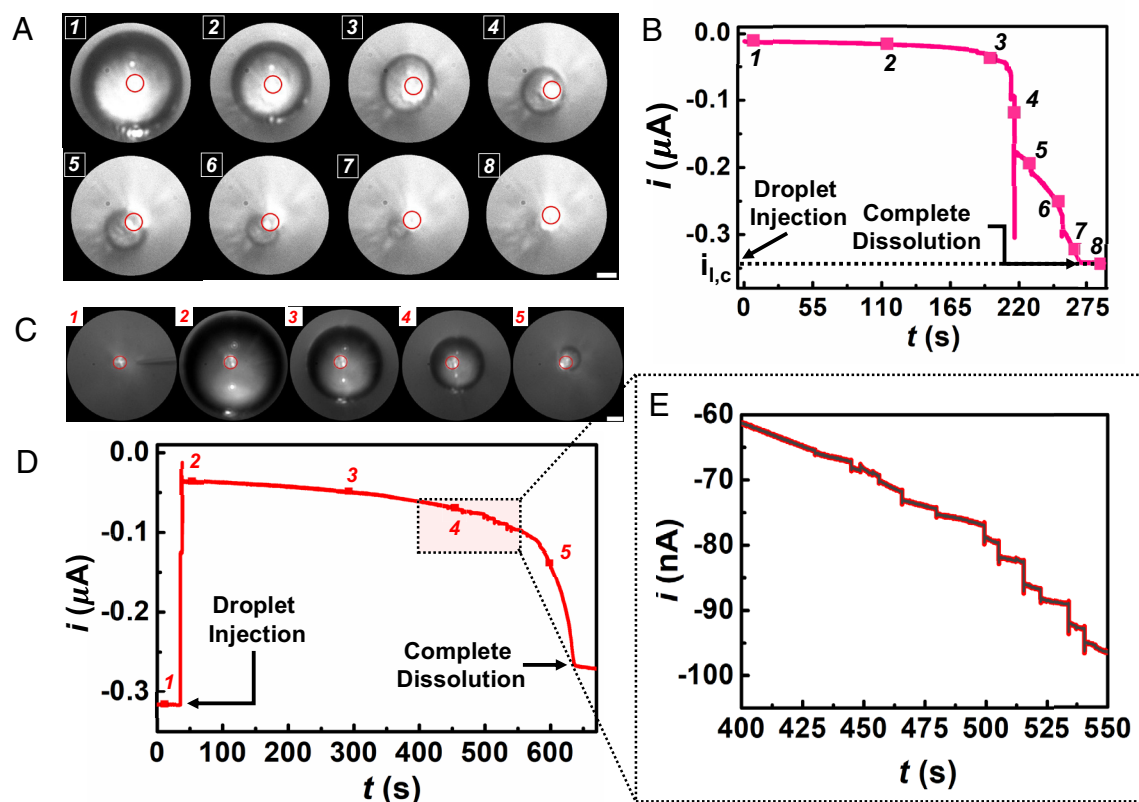 A
1 2 3 4
5 6 7 8
B
0.0
-0.1
-0.2
-0.3
i (μA)
i_l,c
Droplet
Injection
Complete
Dissolution
1 2 3 4 5 6 7 8
0 55 110 165 220 275
t (s)
C
1 2 3 4 5
D
0.0
-0.1
-0.2
-0.3
i (μA)
1 2 3 4 5
Droplet
Injection
Complete
Dissolution
0 100 200 300 400 500 600
t (s)
E
-60
-70
-80
-90
-100
i (nA)
400 425 450 475 500 525 550
t (s)